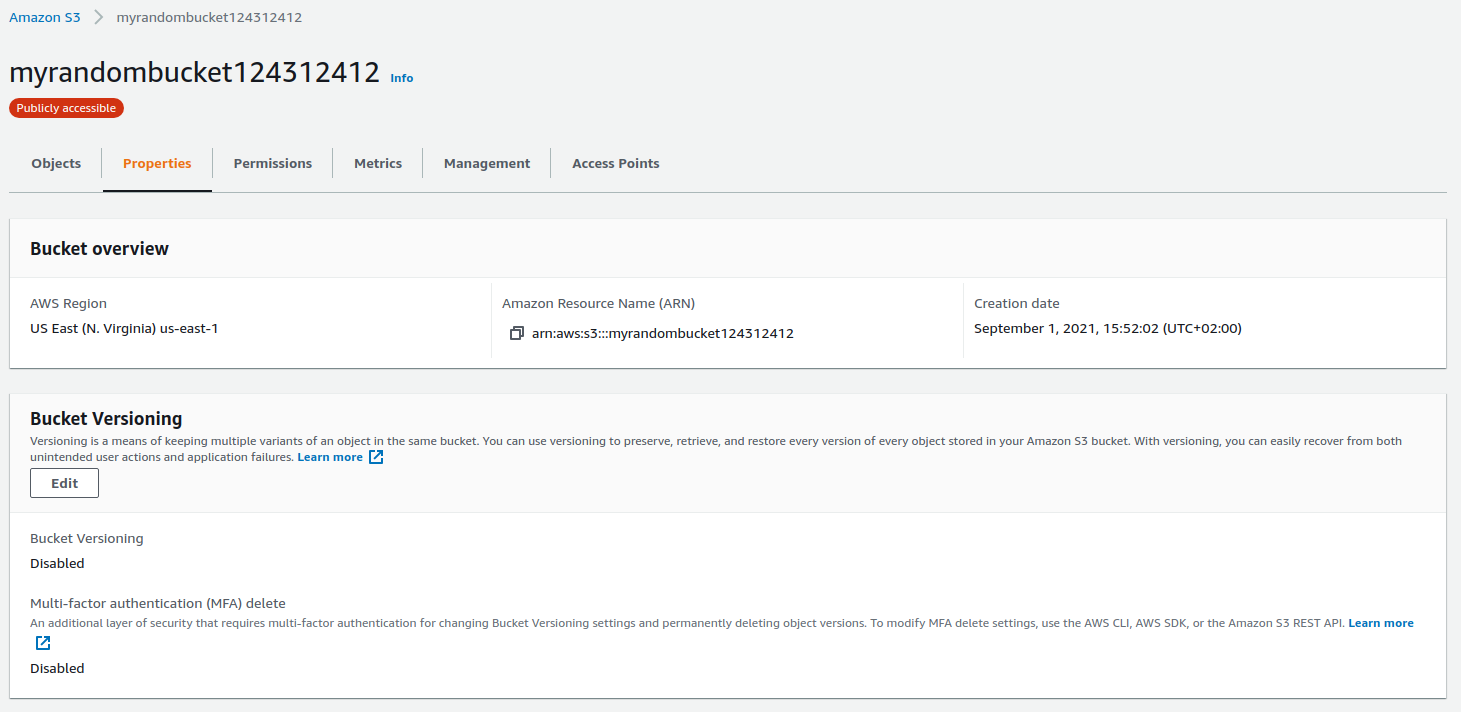 Amazon S3 > myrandombucket124312412
myrandombucket124312412 Info
Publicly accessible
Objects Properties Permissions Metrics Management Access Points
Bucket overview
AWS Region
US East (N. Virginia) us-east-1
Amazon Resource Name (ARN)
arn:aws:s3:::myrandombucket124312412
Creation date
September 1, 2021, 15:52:02 (UTC+02:00)
Bucket Versioning
Versioning is a means of keeping multiple variants of an object in the same bucket. You can use versioning to preserve, retrieve, and restore every version of every object stored in your Amazon S3 bucket. With versioning, you can easily recover from both
unintended user actions and application failures. Learn more
Edit
Bucket Versioning
Disabled
Multi-factor authentication (MFA) delete
An additional layer of security that requires multi-factor authentication for changing Bucket Versioning settings and permanently deleting object versions. To modify MFA delete settings, use the AWS CLI, AWS SDK, or the Amazon S3 REST API. Learn more
Disabled